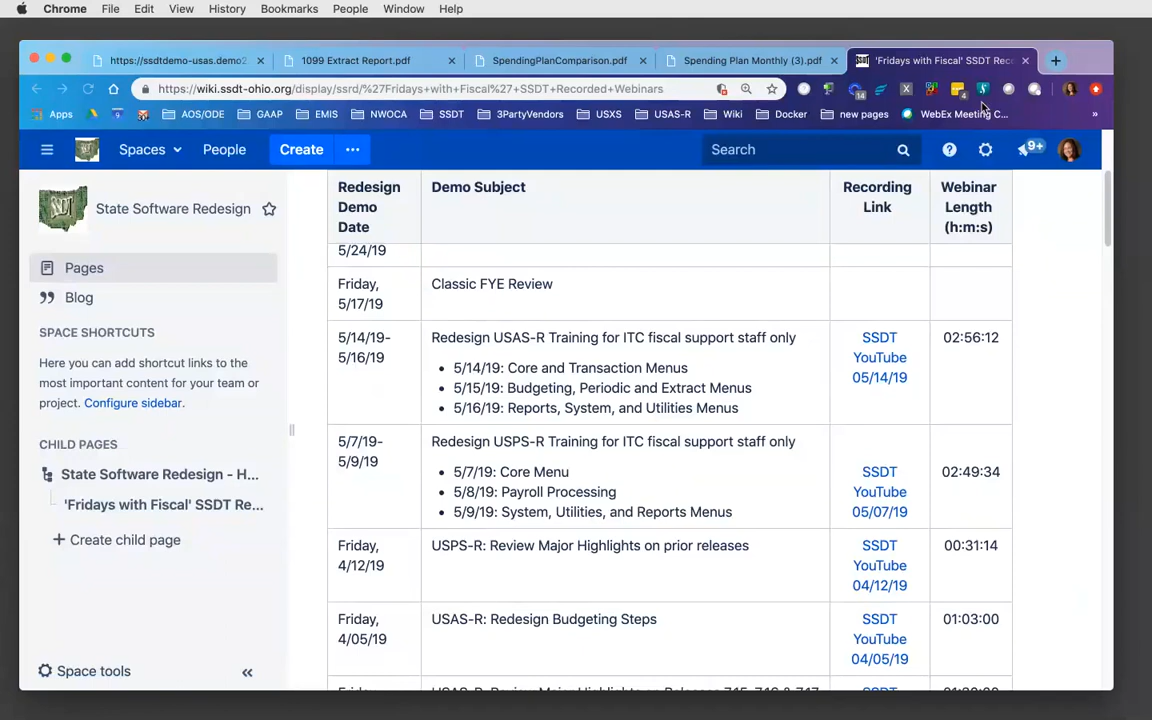 Chrome File Edit View History Bookmarks People Window Help
https://ssdtdemo-usas.demo2 1099 Extract Report.pdf SpendingPlanComparison.pdf Spending Plan Monthly (3).pdf 'Fridays with Fiscal' SSDT Rec
https://wiki.ssdt-ohio.org/display/ssrd/%27Fridays+with+Fiscal%27+SSDT+Recorded+Webinars
14
4
Apps AOS/ODE GAAP EMIS NWOCA SSDT 3PartyVendors USXS USAS-R Wiki Docker new pages WebEx Meeting C... »
Spaces People Create ... Search 9+
SSDT
State Software Redesign
Pages
Blog
SPACE SHORTCUTS
Here you can add shortcut links to the
most important content for your team or
project. Configure sidebar.
CHILD PAGES
State Software Redesign - H...
'Fridays with Fiscal' SSDT Re...
+ Create child page
Space tools
Redesign
Demo
Date
Demo Subject
Recording
Link
Webinar
Length
(h:m:s)
5/24/19
Friday,
5/17/19
Classic FYE Review
5/14/19-
5/16/19
Redesign USAS-R Training for ITC fiscal support staff only
• 5/14/19: Core and Transaction Menus
• 5/15/19: Budgeting, Periodic and Extract Menus
• 5/16/19: Reports, System, and Utilities Menus
SSDT
YouTube
05/14/19
02:56:12
5/7/19-
5/9/19
Redesign USPS-R Training for ITC fiscal support staff only
• 5/7/19: Core Menu
• 5/8/19: Payroll Processing
• 5/9/19: System, Utilities, and Reports Menus
SSDT
YouTube
05/07/19
02:49:34
Friday,
4/12/19
USPS-R: Review Major Highlights on prior releases
SSDT
YouTube
04/12/19
00:31:14
Friday,
4/05/19
USAS-R: Redesign Budgeting Steps
SSDT
YouTube
04/05/19
01:03:00